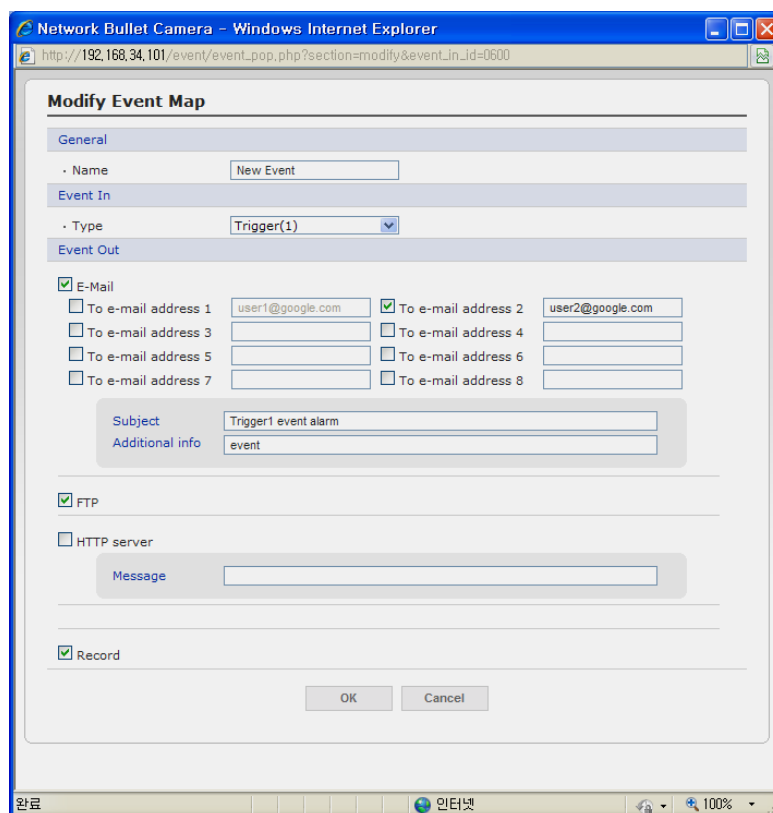 Network Bullet Camera - Windows Internet Explorer
http://192,168,34,101/event/event_pop,php?section=modify&event_in_id=0600
Modify Event Map
General
· Name New Event
Event In
· Type Trigger(1)
Event Out
E-Mail
To e-mail address 1 user1@google.com To e-mail address 2 user2@google.com
To e-mail address 3 To e-mail address 4
To e-mail address 5 To e-mail address 6
To e-mail address 7 To e-mail address 8
Subject Trigger1 event alarm
Additional info event
FTP
HTTP server
Message
Record
OK Cancel
완료 인터넷 100%